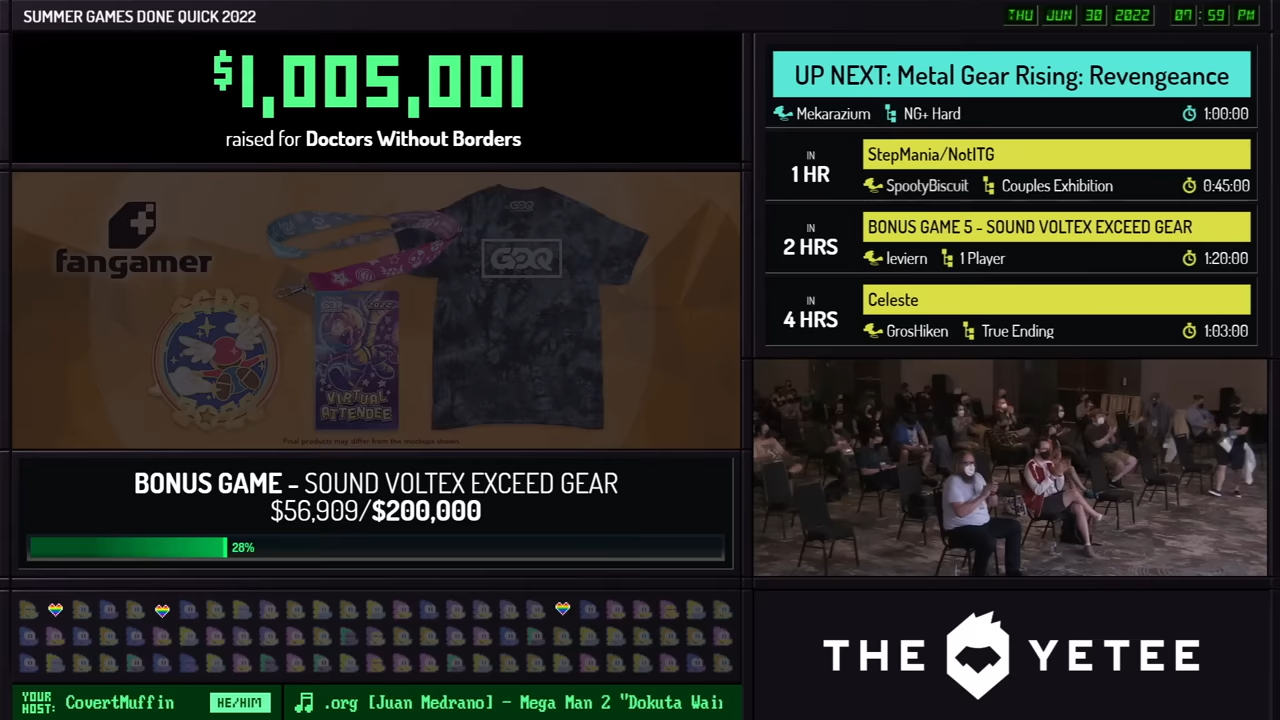 SUMMER GAMES DONE QUICK 2022
THU JUN 30 2022 07:59 PM
$1,005,001
raised for Doctors Without Borders
fangamer
GDQ
GDQ
2022
VIRTUAL
ATTENDEE
Final products may differ from the mockups shown.
BONUS GAME - SOUND VOLTEX EXCEED GEAR
$56,909/$200,000
28%
YOUR HOST: CovertMuffin HE/HIM
.org [Juan Medrano] - Mega Man 2 "Dokuta Wai
UP NEXT: Metal Gear Rising: Revengeance
Mekarazium NG+ Hard 1:00:00
IN 1 HR
StepMania/NotITG
SpootyBiscuit Couples Exhibition 0:45:00
IN 2 HRS
BONUS GAME 5 - SOUND VOLTEX EXCEED GEAR
leviern 1 Player 1:20:00
IN 4 HRS
Celeste
GrosHiken True Ending 1:03:00
THE YETEE